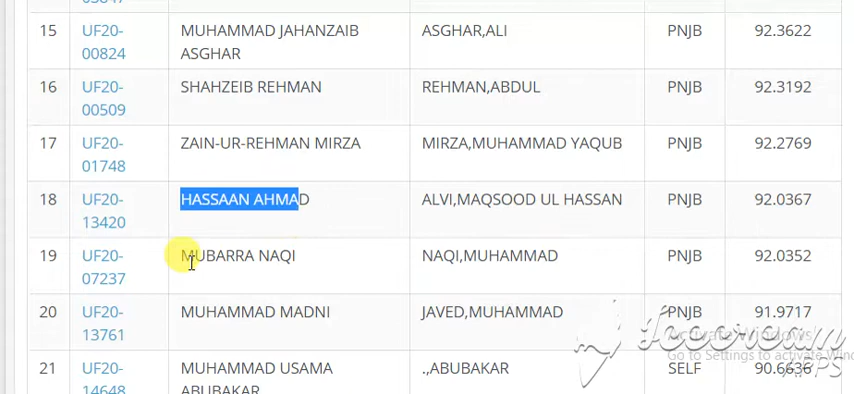 15 UF20- MUHAMMAD JAHANZAIB ASGHAR,ALI PNJB 92.3622
00824 ASGHAR
16 UF20- SHAHZEIB REHMAN REHMAN,ABDUL PNJB 92.3192
00509
17 UF20- ZAIN-UR-REHMAN MIRZA MIRZA,MUHAMMAD YAQUB PNJB 92.2769
01748
18 UF20- HASSAAN AHMAD ALVI,MAQSOOD UL HASSAN PNJB 92.0367
13420
19 UF20- MUBARRA NAQI NAQI,MUHAMMAD PNJB 92.0352
07237
20 UF20- MUHAMMAD MADNI JAVED,MUHAMMAD PNJB 91.9717
13761
Icecream
APPS
Activate Windows
Go to Settings to activate Win
21 UF20- MUHAMMAD USAMA .,ABUBAKAR SELF 90.6636
14648 ABUBAKAR